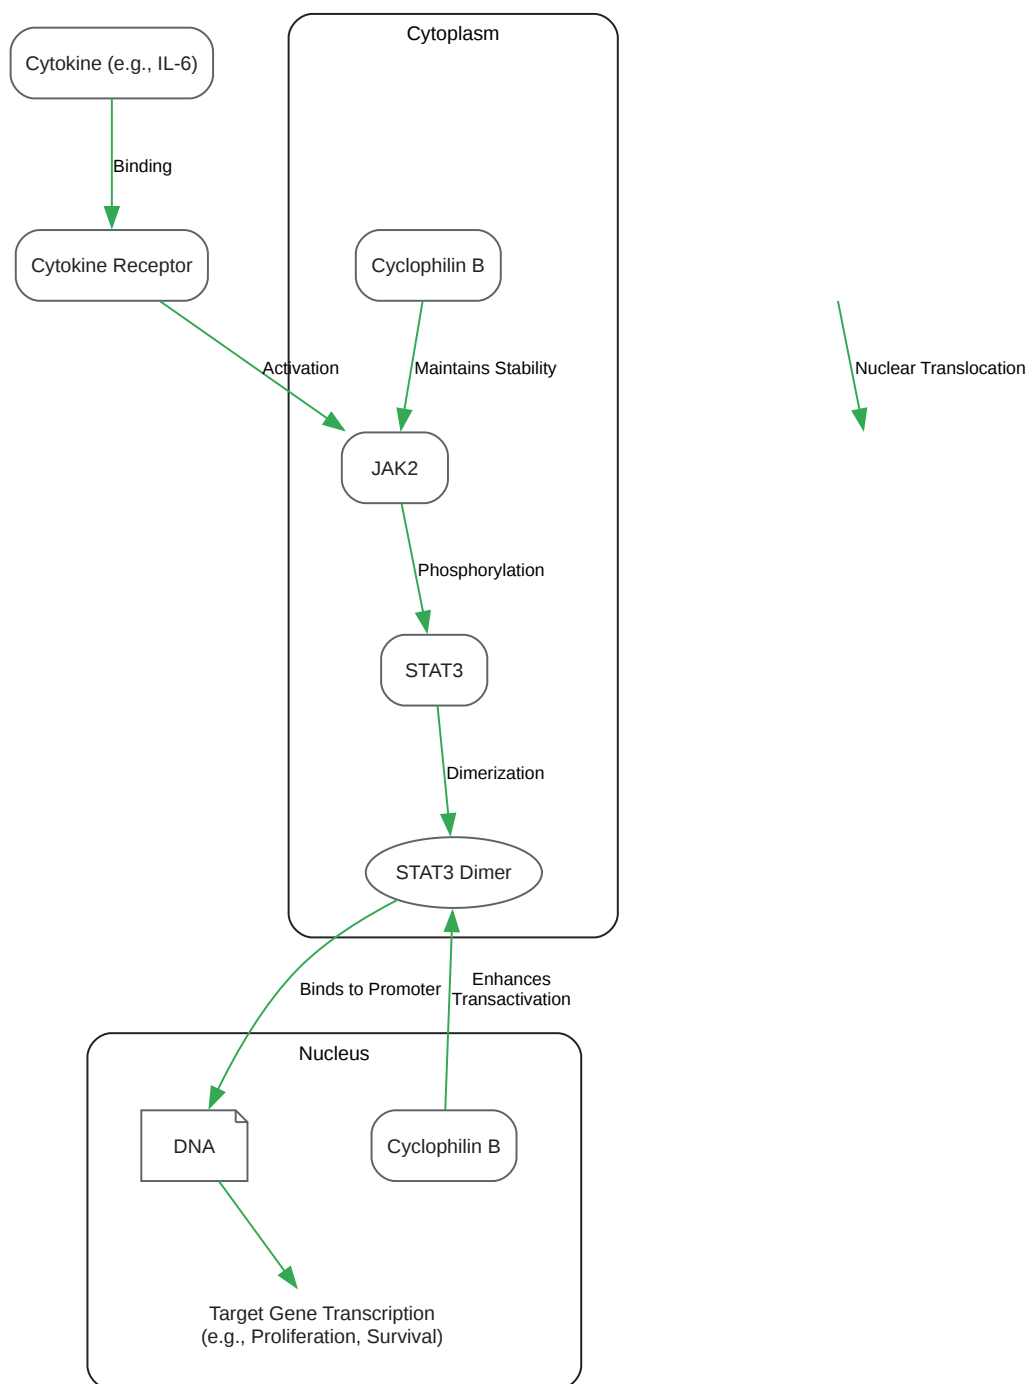 Cytoplasm
Cytokine (e.g., IL-6)
Binding
Cytokine Receptor
Cyclophilin B
Activation
Maintains Stability
Nuclear Translocation
JAK2
Phosphorylation
STAT3
Dimerization
STAT3 Dimer
Binds to Promoter
Enhances
Transactivation
Nucleus
DNA
Cyclophilin B
Target Gene Transcription
(e.g., Proliferation, Survival)